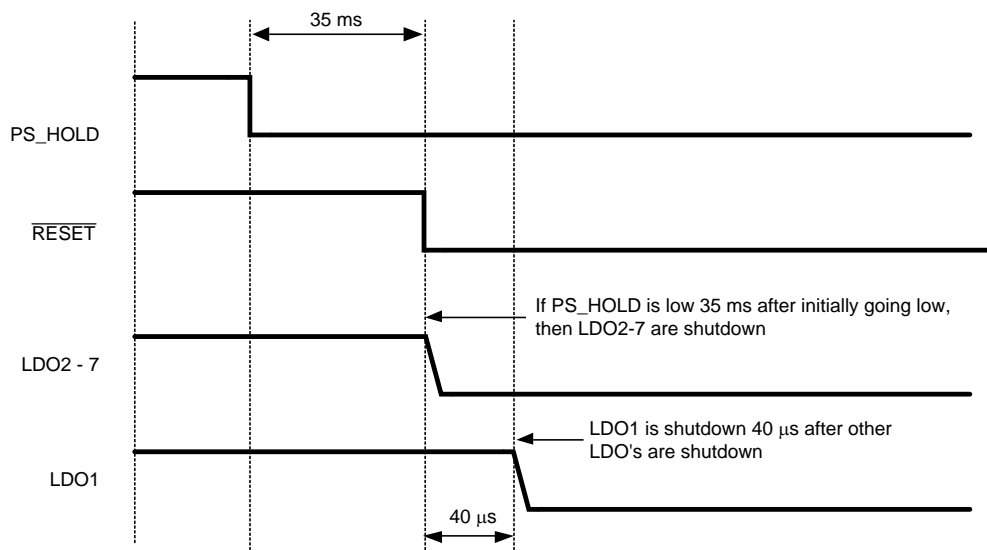 35 ms
PS_HOLD
RESET
If PS_HOLD is low 35 ms after initially going low,
then LDO2-7 are shutdown
LDO2 - 7
LDO1 is shutdown 40 μs after other
LDO's are shutdown
LDO1
40 μs